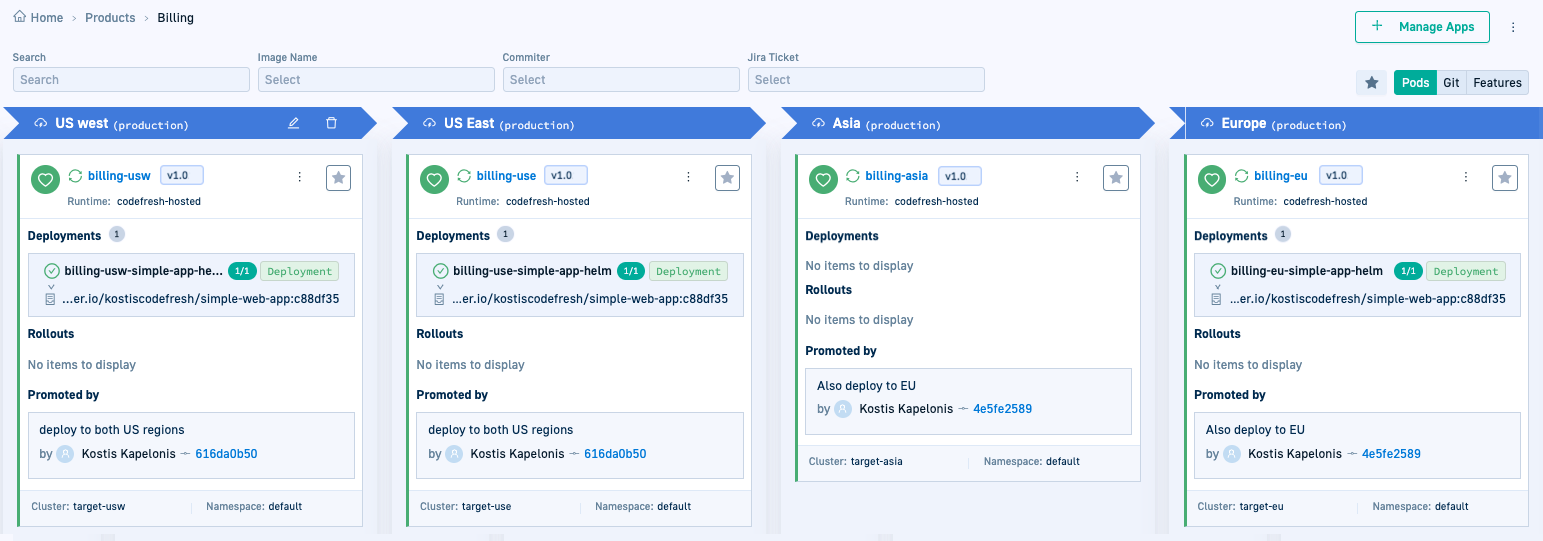 Home › Products › Billing
Manage Apps
Search
Image Name
Commiter
Jira Ticket
Search
Select
Select
Select
Pods Git Features
US west (production)
billing-usw v1.0
Runtime: codefresh-hosted
Deployments 1
billing-usw-simple-app-he... 1/1 Deployment
...er.io/kostiscodefresh/simple-web-app:c88df35
Rollouts
No items to display
Promoted by
deploy to both US regions
by Kostis Kapelonis 616da0b50
Cluster: target-usw Namespace: default
US East (production)
billing-use v1.0
Runtime: codefresh-hosted
Deployments 1
billing-use-simple-app-helm 1/1 Deployment
...er.io/kostiscodefresh/simple-web-app:c88df35
Rollouts
No items to display
Promoted by
deploy to both US regions
by Kostis Kapelonis 616da0b50
Cluster: target-use Namespace: default
Asia (production)
billing-asia v1.0
Runtime: codefresh-hosted
Deployments
No items to display
Rollouts
No items to display
Promoted by
Also deploy to EU
by Kostis Kapelonis 4e5fe2589
Cluster: target-asia Namespace: default
Europe (production)
billing-eu v1.0
Runtime: codefresh-hosted
Deployments 1
billing-eu-simple-app-helm 1/1 Deployment
...er.io/kostiscodefresh/simple-web-app:c88df35
Rollouts
No items to display
Promoted by
Also deploy to EU
by Kostis Kapelonis 4e5fe2589
Cluster: target-eu Namespace: default